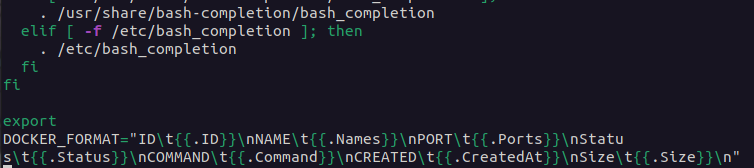 . /usr/share/bash-completion/bash_completion
elif [ -f /etc/bash_completion ]; then
. /etc/bash_completion
fi
fi
export
DOCKER_FORMAT="ID\t{{.ID}}\nNAME\t{{.Names}}\nPORT\t{{.Ports}}\nStatu
s\t{{.Status}}\nCOMMAND\t{{.Command}}\nCREATED\t{{.CreatedAt}}\nSize\t{{.Size}}\n"